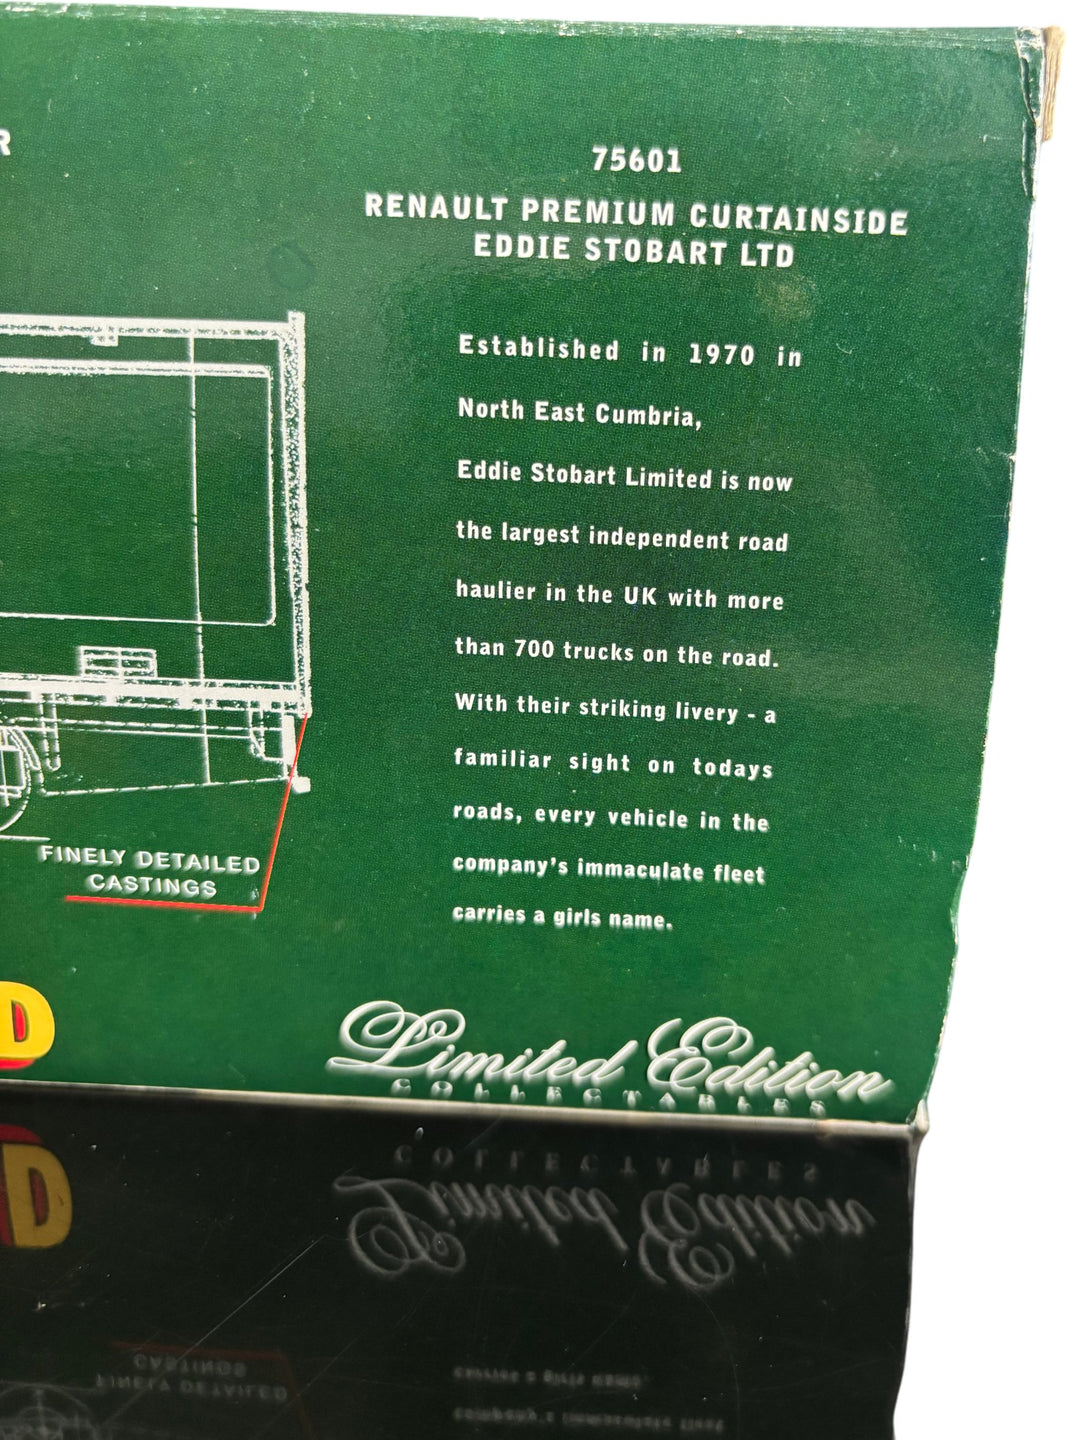 R
75601
RENAULT PREMIUM CURTAINSIDE
EDDIE STOBART LTD
Established in 1970 in
North East Cumbria,
Eddie Stobart Limited is now
the largest independent road
haulier in the UK with more
than 700 trucks on the road.
With their striking livery - a
familiar sight on todays
roads, every vehicle in the
company's immaculate fleet
carries a girls name.
FINELY DETAILED
CASTINGS
D
Limited Edition
COLLECTABLES